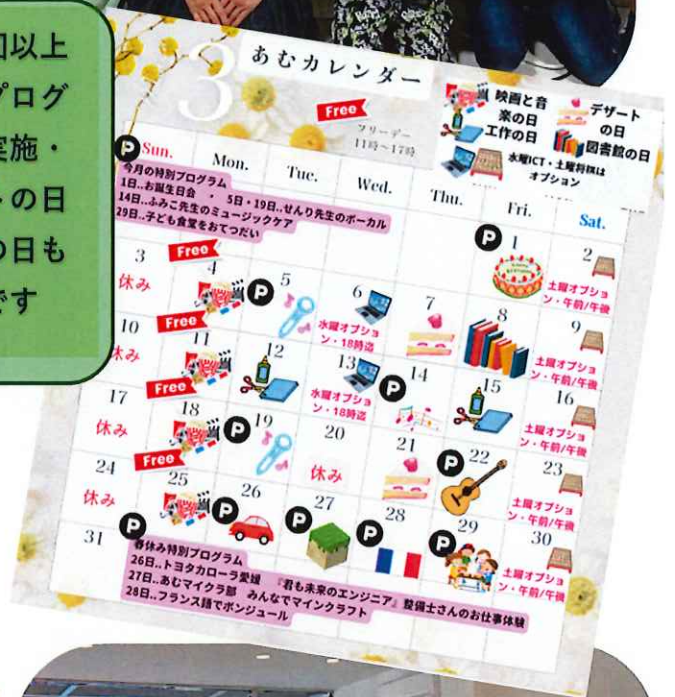 回以上
プログ
実施・
トの日
の日も
です
3
あむカレンダー
Free
フリーデー
11時〜17時
映画と音
楽の日
工作の日
デザート
の日
図書館の日
水曜ICT・土曜将棋は
オプション
P Sun. Mon. Tue. Wed. Thu. Fri. Sat.
今月の特別プログラム
1日..お誕生日会 ・ 5日・19日..せんり先生のボーカル
14日..ふみこ先生のミュージックケア
29日..子ども食堂をおてつだい
P 1
2
土曜オプショ
ン・午前/午後
3
休み
Free
4
P 5
6
水曜オプショ
ン・18時迄
7
8
9
土曜オプショ
ン・午前/午後
10
休み
Free
11
12
13
水曜オプショ
ン・18時迄
P 14
15
16
土曜オプショ
ン・午前/午後
17
休み
Free
18
P 19
20
休み
21
P 22
23
土曜オプショ
ン・午前/午後
24
休み
Free
25
P 26
P 27
P 28
P 29
30
土曜オプショ
ン・午前/午後
31
P
春休み特別プログラム
26日..トヨタカローラ愛媛 『君も未来のエンジニア』整備士さんのお仕事体験
27日..あむマイクラ部 みんなでマインクラフト
28日..フランス語でボンジュール